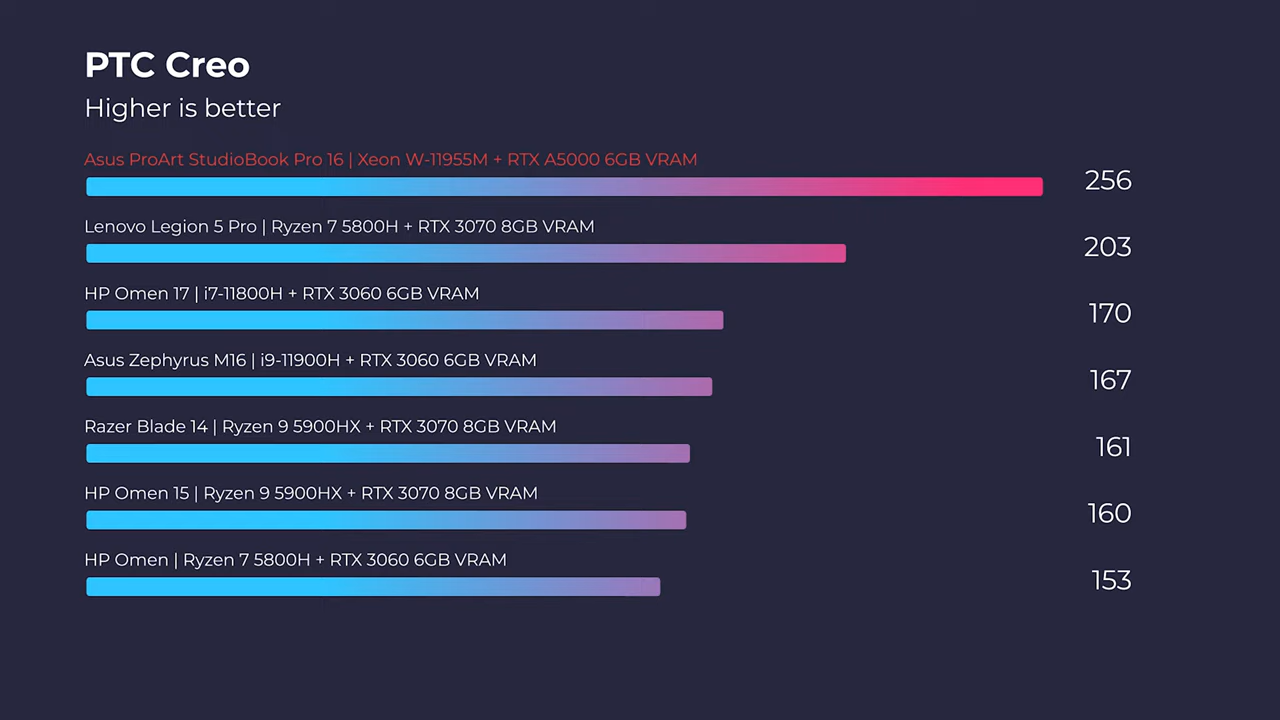 PTC Creo
Higher is better
Asus ProArt StudioBook Pro 16 | Xeon W-11955M + RTX A5000 6GB VRAM
256
Lenovo Legion 5 Pro | Ryzen 7 5800H + RTX 3070 8GB VRAM
203
HP Omen 17 | i7-11800H + RTX 3060 6GB VRAM
170
Asus Zephyrus M16 | i9-11900H + RTX 3060 6GB VRAM
167
Razer Blade 14 | Ryzen 9 5900HX + RTX 3070 8GB VRAM
161
HP Omen 15 | Ryzen 9 5900HX + RTX 3070 8GB VRAM
160
HP Omen | Ryzen 7 5800H + RTX 3060 6GB VRAM
153